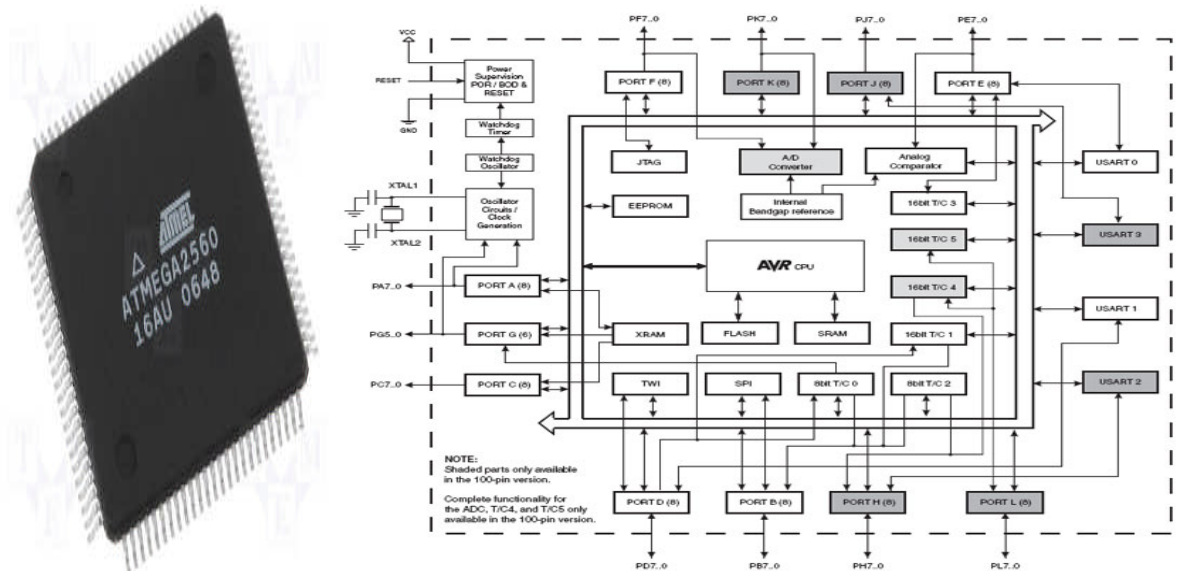 ATMEL
ATMEGA2560
16AU 0648
PF7..0
PK7..0
PJ7..0
PE7..0
VCC
RESET
GND
Power
Supervision
POR / BOD &
RESET
Watchdog
Timer
Watchdog
Oscillator
XTAL1
XTAL2
Oscillator
Circuits /
Clock
Generation
PORT F (8)
PORT K (8)
PORT J (8)
PORT E (8)
JTAG
A/D
Converter
Analog
Comparator
USART 0
EEPROM
Internal
Bandgap reference
16bit T/C 3
16bit T/C 5
USART 3
AVR CPU
16bit T/C 4
PA7..0
PORT A (8)
USART 1
PG5..0
PORT G (6)
XRAM
FLASH
SRAM
16bit T/C 1
PC7..0
PORT C (8)
TWI
SPI
8bit T/C 0
8bit T/C 2
USART 2
NOTE:
Shaded parts only available
in the 100-pin version.
Complete functionality for
the ADC, T/C4, and T/C5 only
available in the 100-pin version.
PORT D (8)
PORT B (8)
PORT H (8)
PORT L (8)
PD7..0
PB7..0
PH7..0
PL7..0